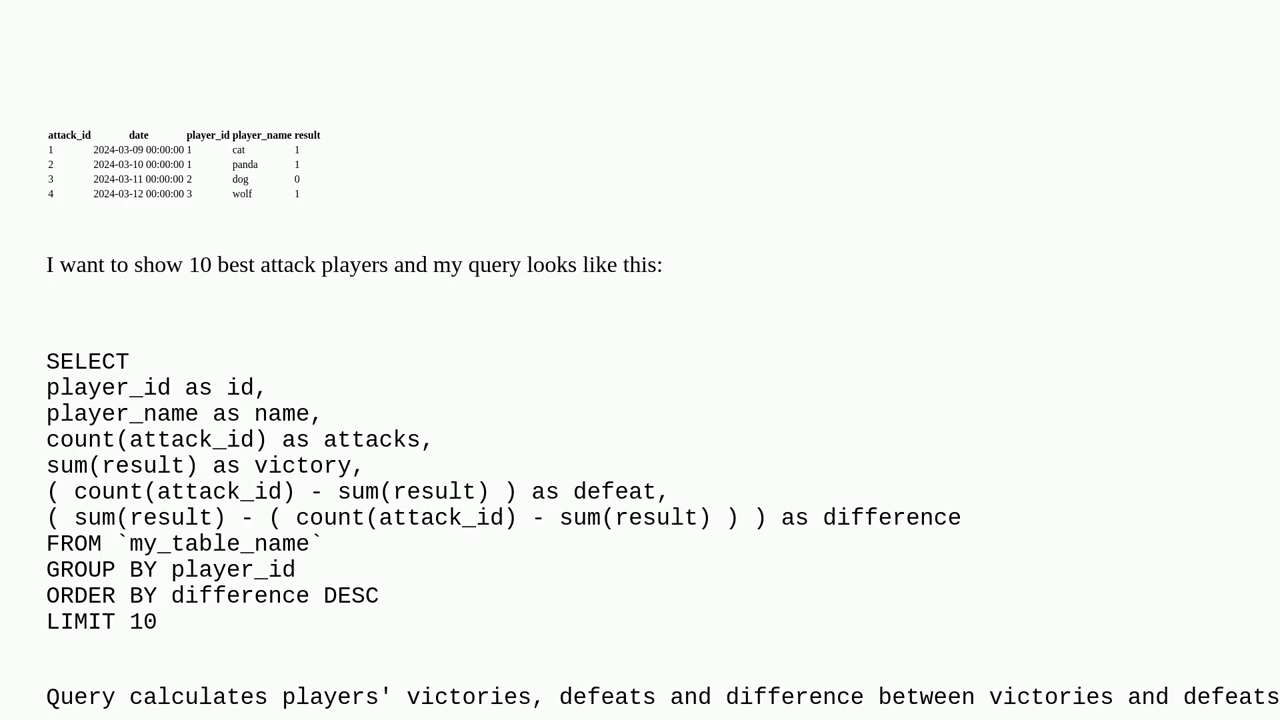 attack_id date player_id player_name result
1 2024-03-09 00:00:00 1 cat 1
2 2024-03-10 00:00:00 1 panda 1
3 2024-03-11 00:00:00 2 dog 0
4 2024-03-12 00:00:00 3 wolf 1
I want to show 10 best attack players and my query looks like this:
SELECT
player_id as id,
player_name as name,
count(attack_id) as attacks,
sum(result) as victory,
( count(attack_id) - sum(result) ) as defeat,
( sum(result) - ( count(attack_id) - sum(result) ) ) as difference
FROM `my_table_name`
GROUP BY player_id
ORDER BY difference DESC
LIMIT 10
Query calculates players' victories, defeats and difference between victories and defeats